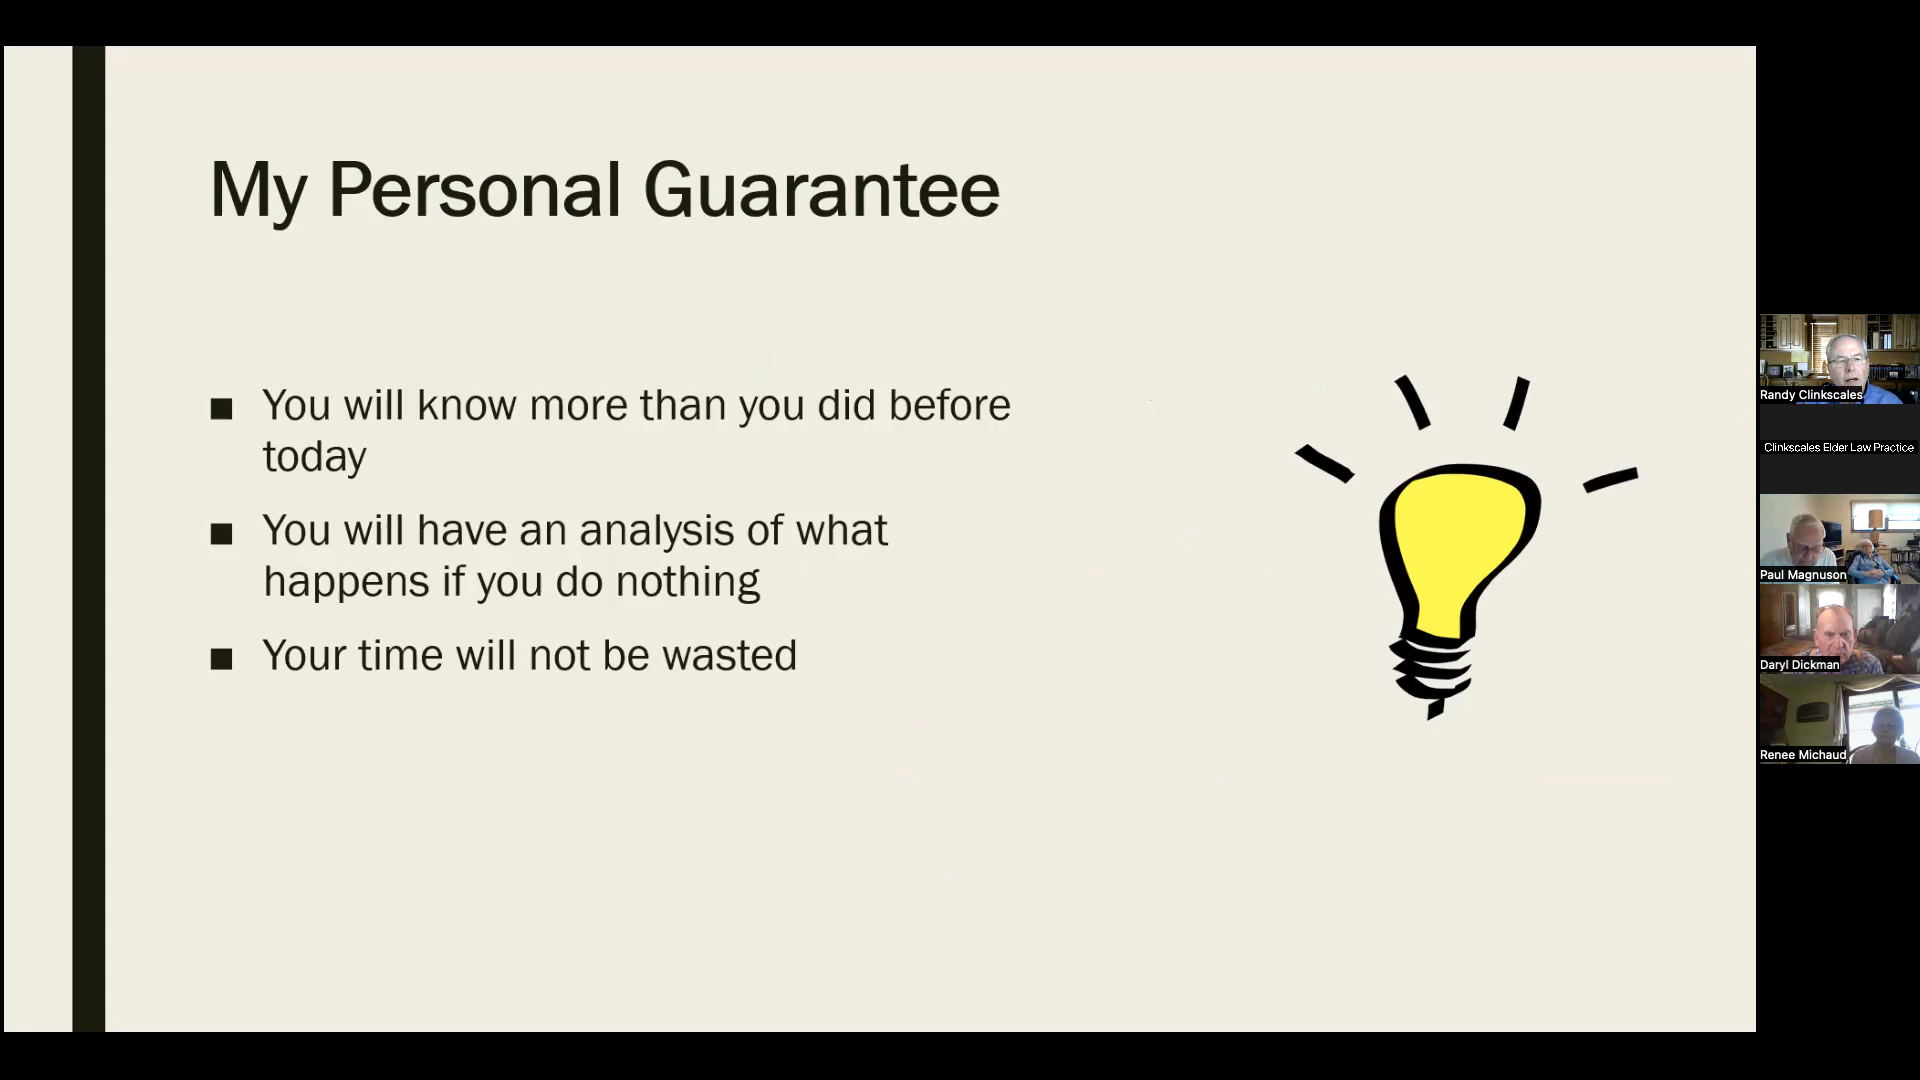 My Personal Guarantee
■ You will know more than you did before
today
■ You will have an analysis of what
happens if you do nothing
■ Your time will not be wasted
Randy Clinkscales
Clinkscales Elder Law Practice
Paul Magnuson
Daryl Dickman
Renee Michaud